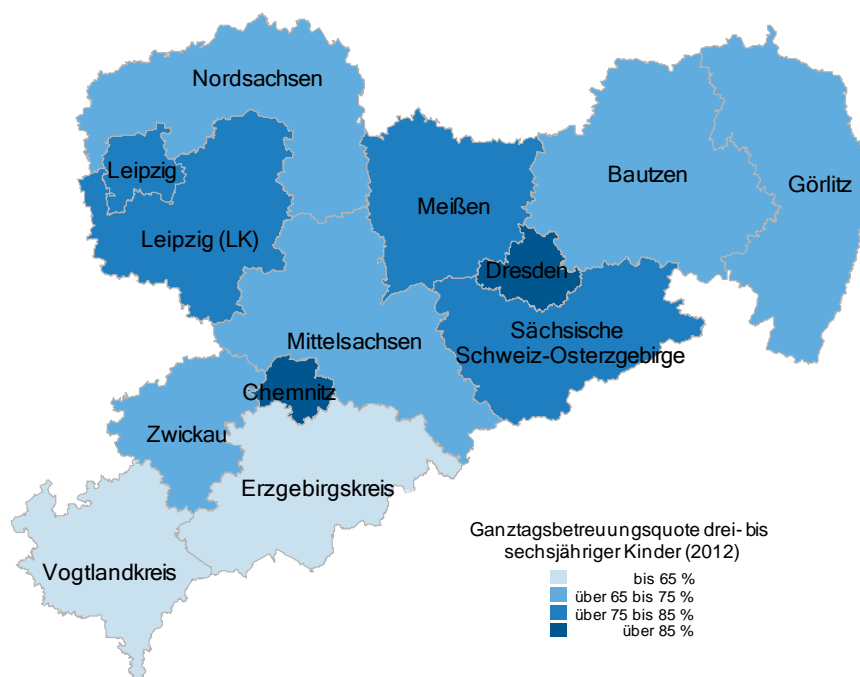 Nordsachsen
Leipzig
Bautzen
Görlitz
Meißen
Leipzig (LK)
Dresden
Sächsische
Schweiz-Osterzgebirge
Mittelsachsen
Chemnitz
Zwickau
Erzgebirgskreis
Vogtlandkreis
Ganztagsbetreuungsquote drei- bis
sechsjähriger Kinder (2012)
bis 65 %
über 65 bis 75 %
über 75 bis 85 %
über 85 %